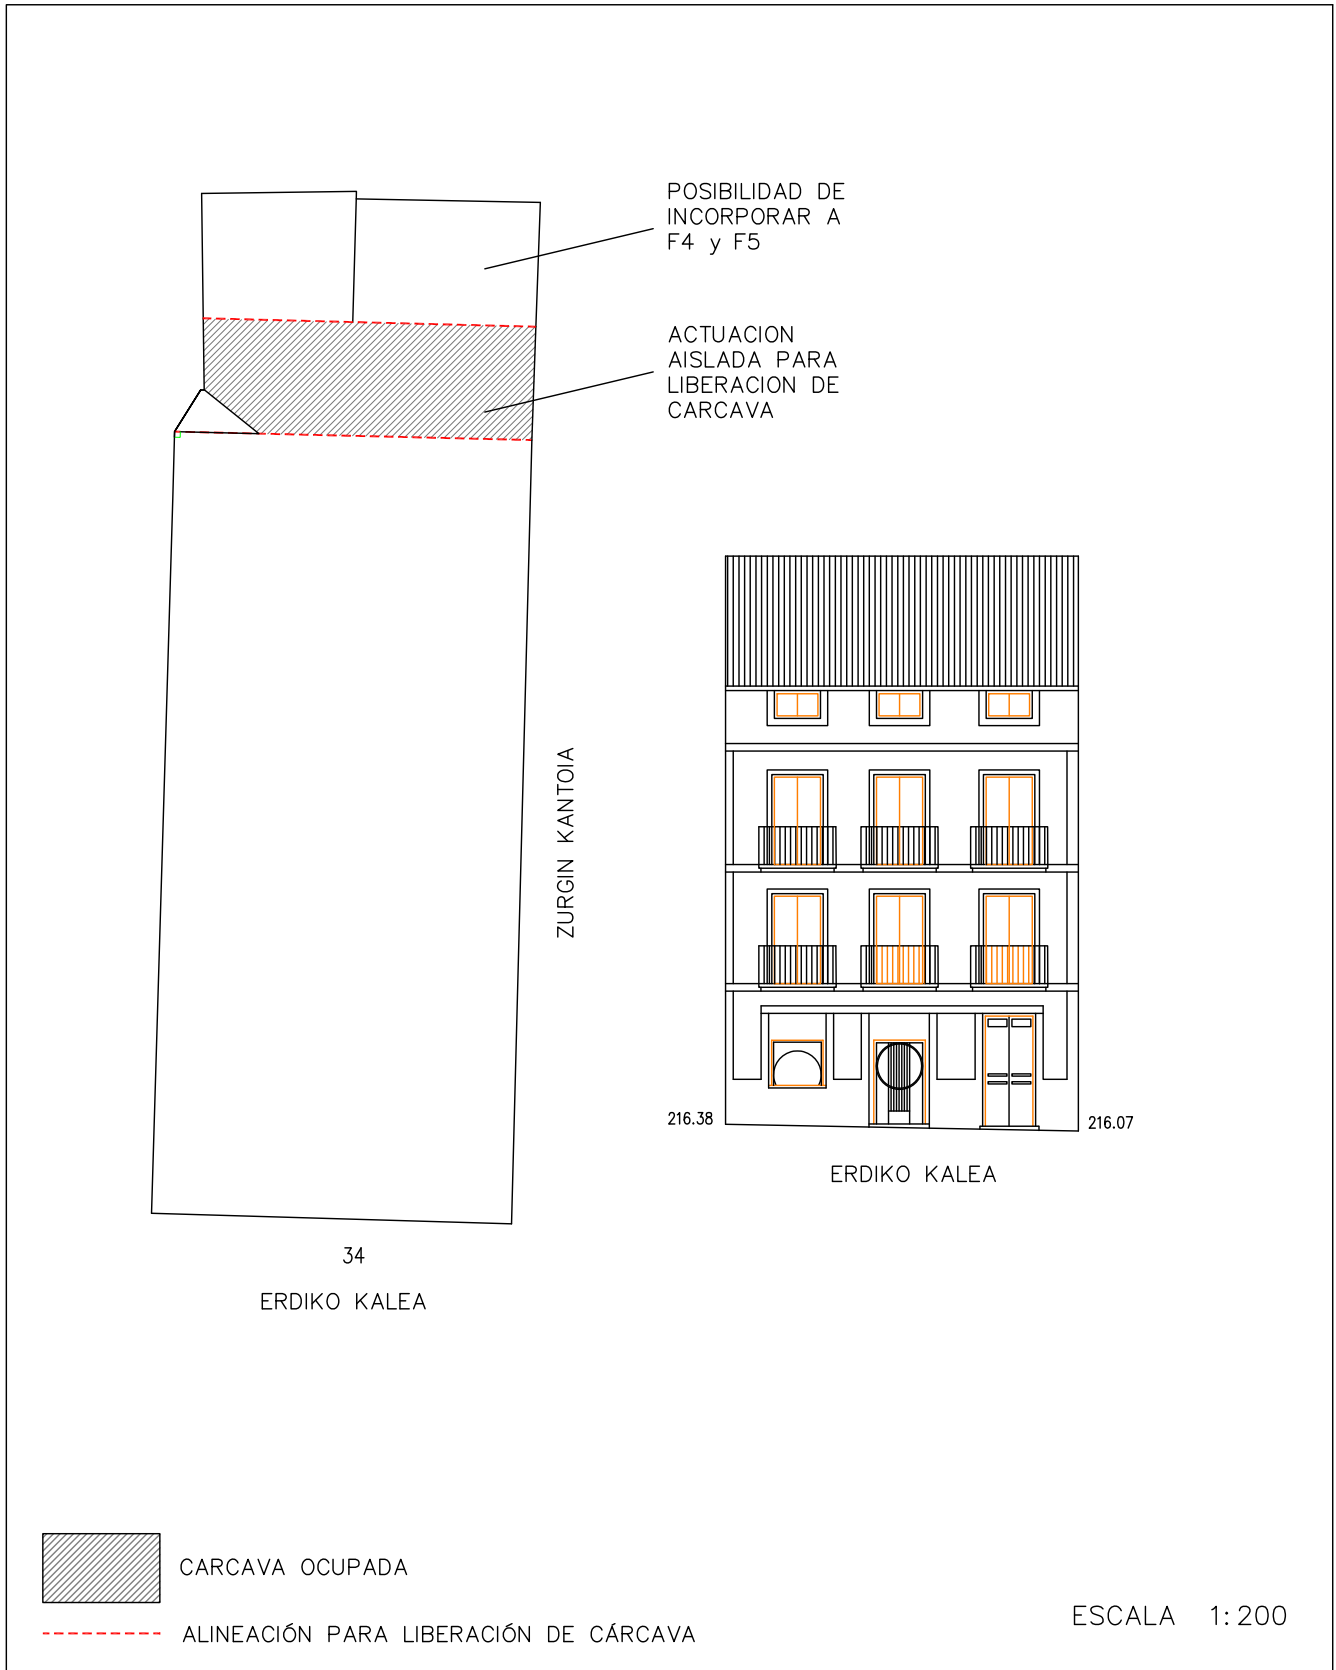 POSIBILIDAD DE
INCORPORAR A
F4 y F5
ACTUACION
AISLADA PARA
LIBERACION DE
CARCAVA
ZURGIN KANTOIA
216.38
216.07
ERDIKO KALEA
34
ERDIKO KALEA
CARCAVA OCUPADA
ALINEACIÓN PARA LIBERACIÓN DE CÁRCAVA
ESCALA 1:200